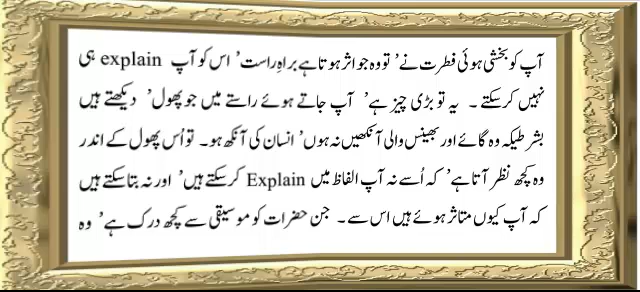 آپ کو بخشی ہوئی فطرت نے’ تو وہ جو اثر ہوتا ہے براہِ راست’ اس کو آپ explain ہی
نہیں کر سکتے ۔ یہ تو بڑی چیز ہے’ آپ جاتے ہوئے راستے میں جو پھول’ دیکھتے ہیں
بشرطیکہ وہ گائے اور بھینس والی آنکھیں نہ ہوں’ انسان کی آنکھ ہو۔ تو اُس پھول کے اندر
وہ کچھ نظر آتا ہے’ کہ اُسے نہ آپ الفاظ میں Explain کر سکتے ہیں’ اور نہ بتا سکتے ہیں
کہ آپ کیوں متاثر ہوئے ہیں اس سے ۔ جن حضرات کو موسیقی سے کچھ درک ہے’ وہ